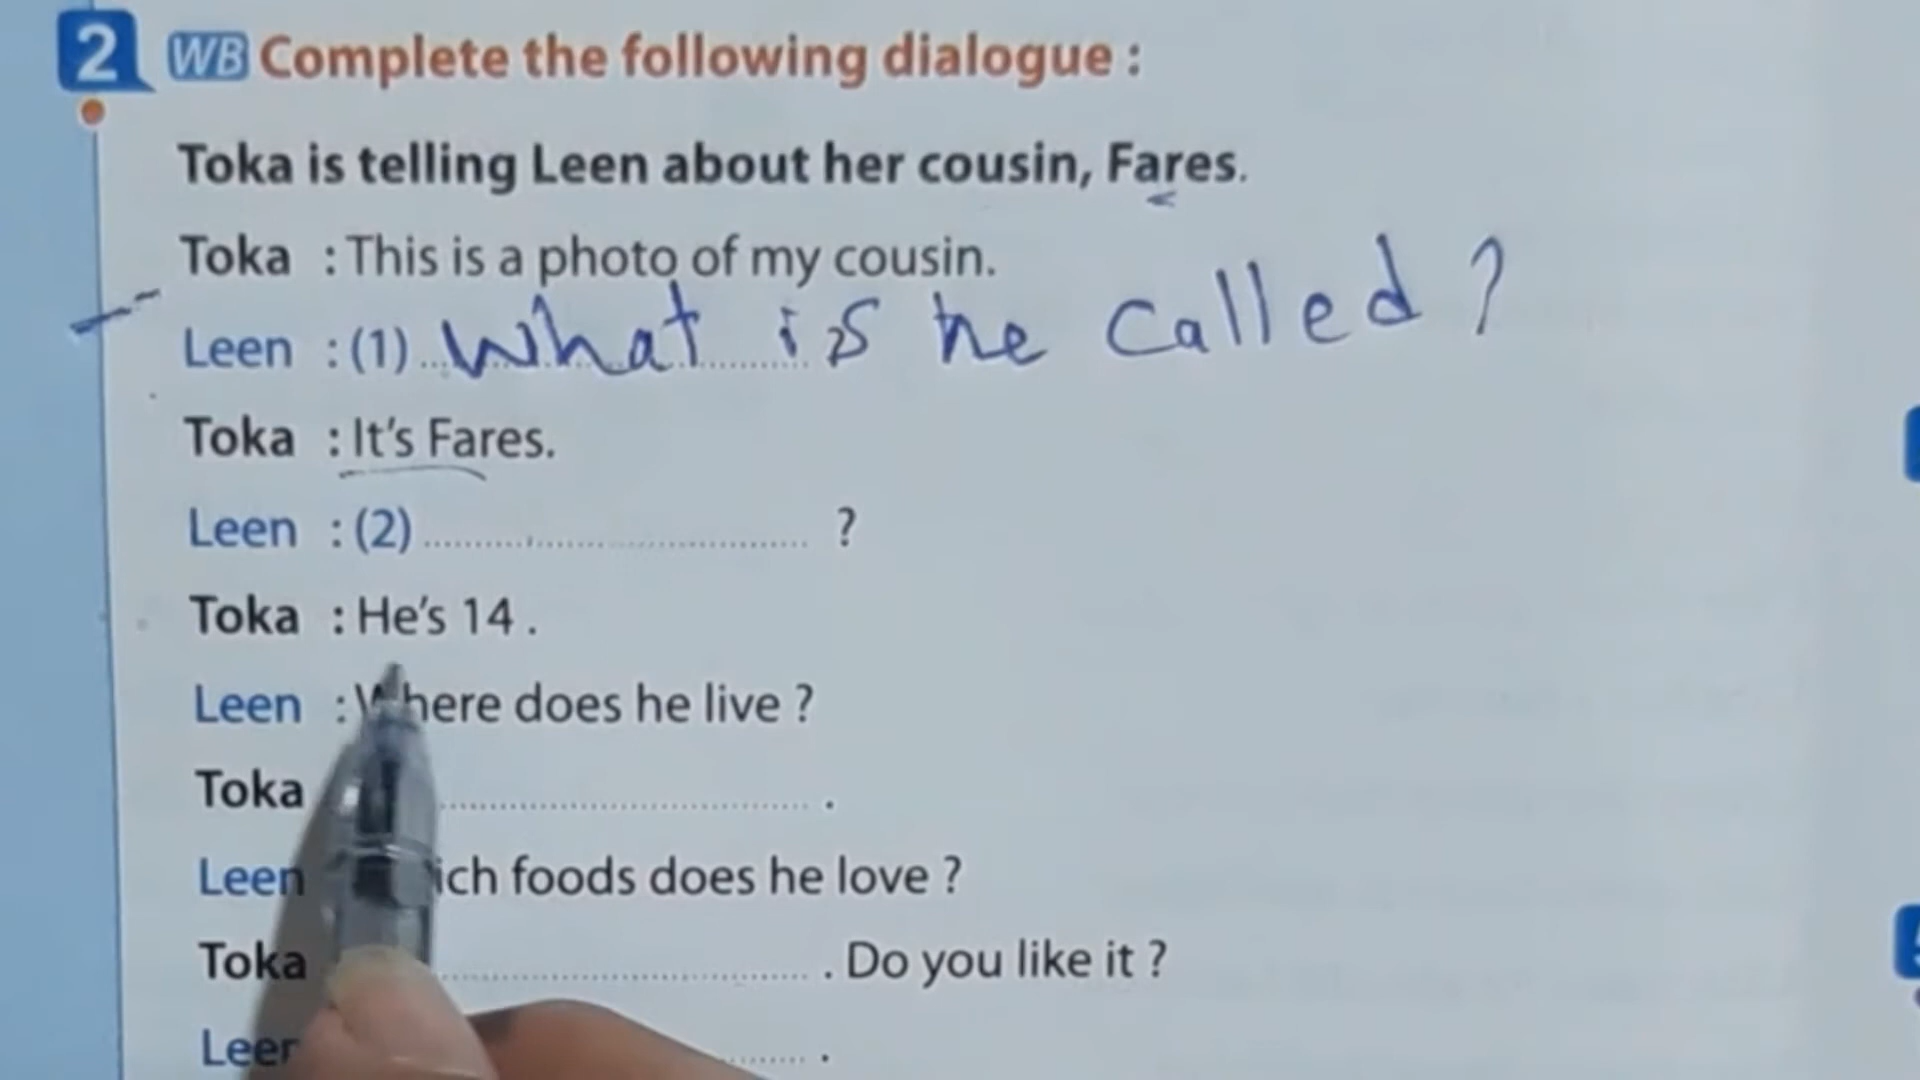 2 WB Complete the following dialogue :
Toka is telling Leen about her cousin, Fares.
Toka : This is a photo of my cousin.
Leen : (1) What is he called ?
Toka : It's Fares.
Leen : (2) ........................................ ?
Toka : He's 14 .
Leen : Where does he live ?
Toka ........................................ .
Leen foods does he love ?
Toka ........................................ . Do you like it ?
........ .